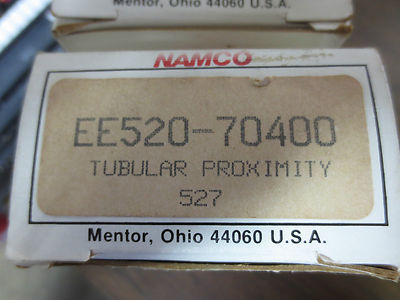 Mentor, Ohio 44060 U.S.A.
NAMCO
EE520-70400
TUBULAR PROXIMITY
527
Mentor, Ohio 44060 U.S.A.